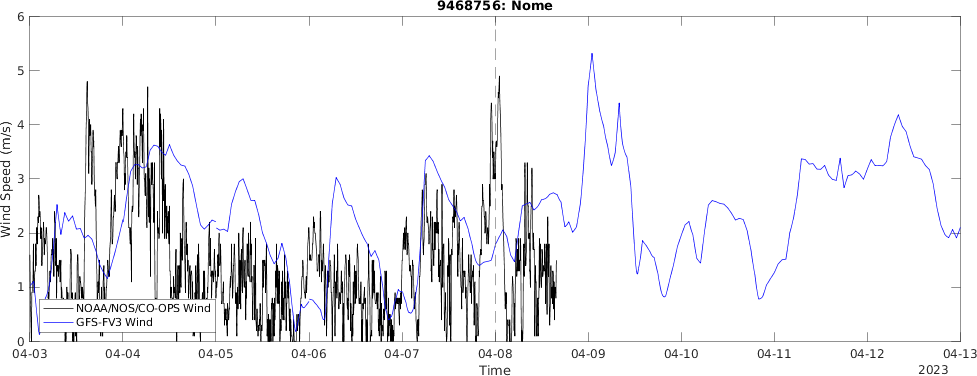 9468756: Nome
6
5
4
3
2
1
0
Wind Speed (m/s)
NOAA/NOS/CO-OPS Wind
GFS-FV3 Wind
04-03 04-04 04-05 04-06 04-07 04-08 04-09 04-10 04-11 04-12 04-13
Time
2023